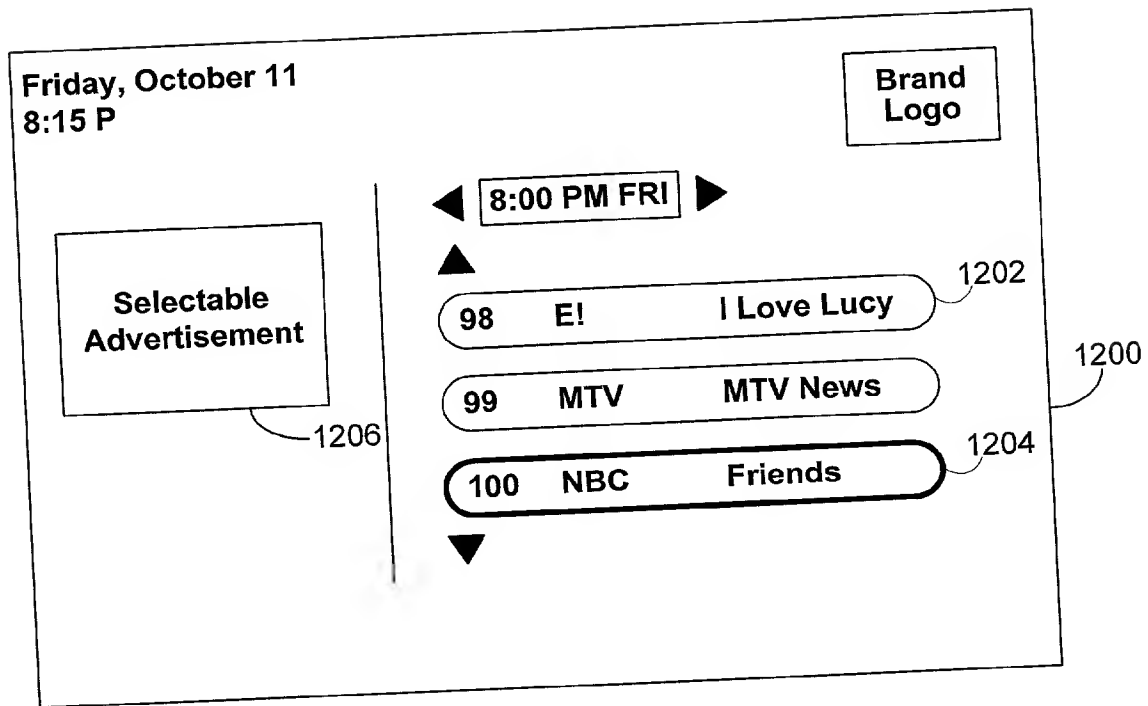 Friday, October 11
8:15 P
Brand
Logo
8:00 PM FRI
Selectable
Advertisement
1206
98 E! I Love Lucy
1202
99 MTV MTV News
1200
100 NBC Friends
1204